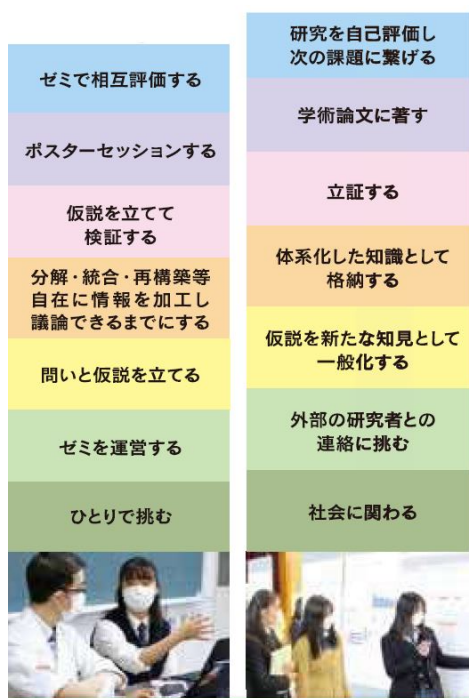 ゼミで相互評価する
ポスターセッションする
仮説を立てて
検証する
分解・統合・再構築等
自在に情報を加工し
議論できるまでにする
問いと仮説を立てる
ゼミを運営する
ひとりで挑む
研究を自己評価し
次の課題に繋げる
学術論文に著す
立証する
体系化した知識として
格納する
仮説を新たな知見として
一般化する
外部の研究者との
連絡に挑む
社会に関わる